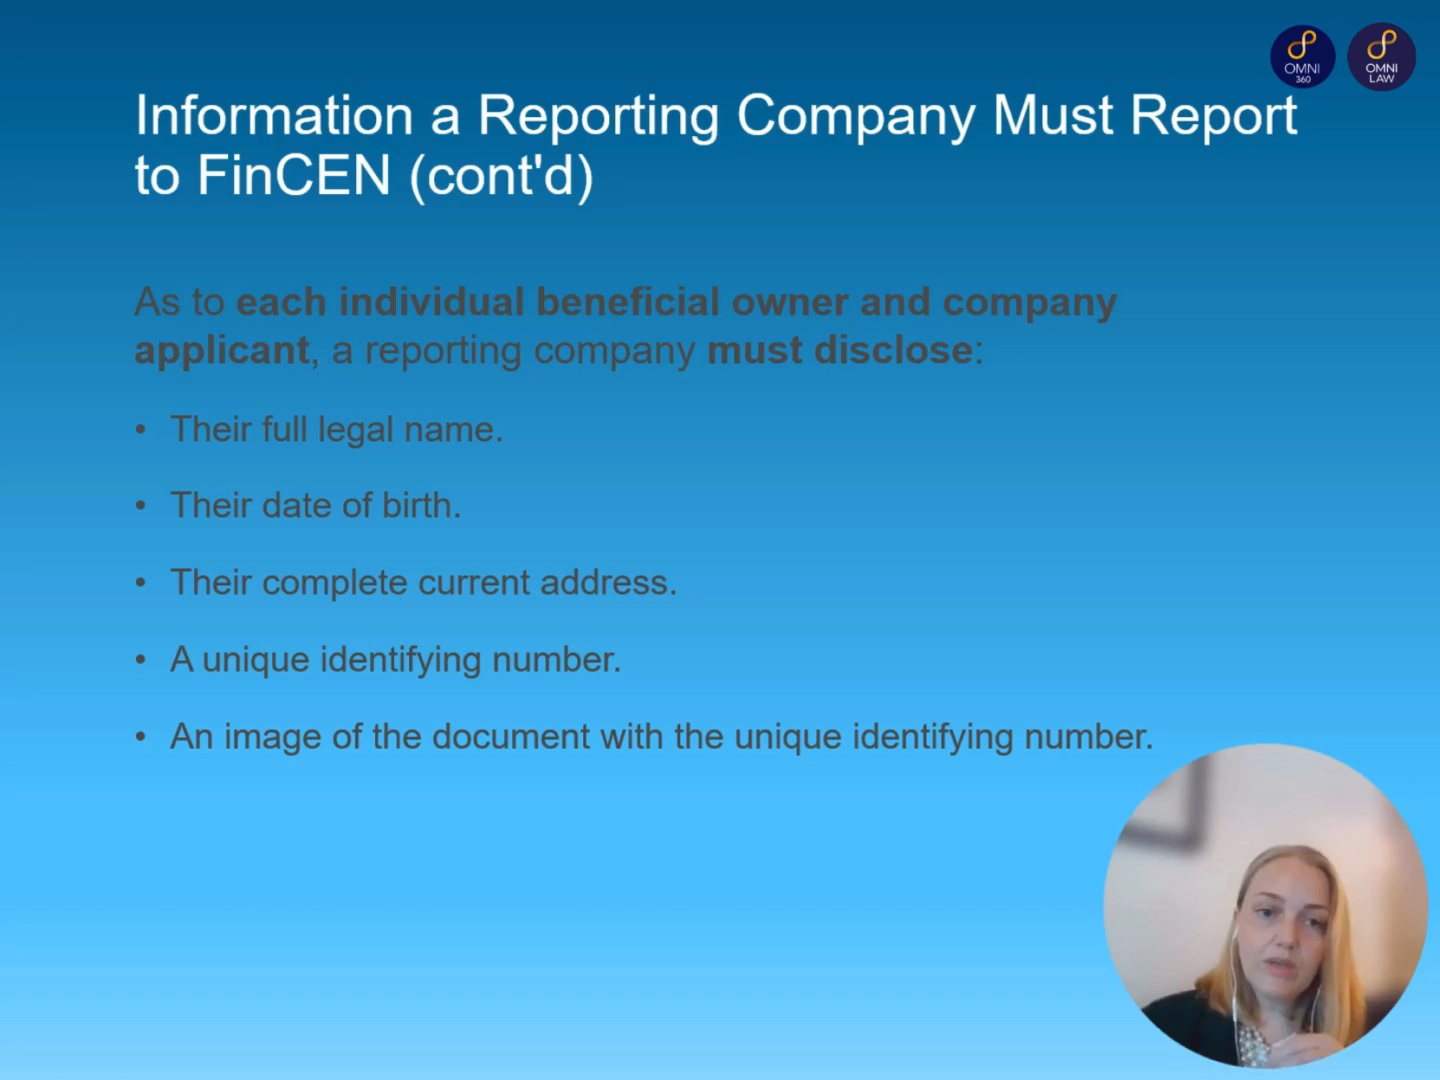 OMNI
360
OMNI
LAW
Information a Reporting Company Must Report
to FinCEN (cont'd)
As to each individual beneficial owner and company
applicant, a reporting company must disclose:
• Their full legal name.
• Their date of birth.
• Their complete current address.
• A unique identifying number.
• An image of the document with the unique identifying number.